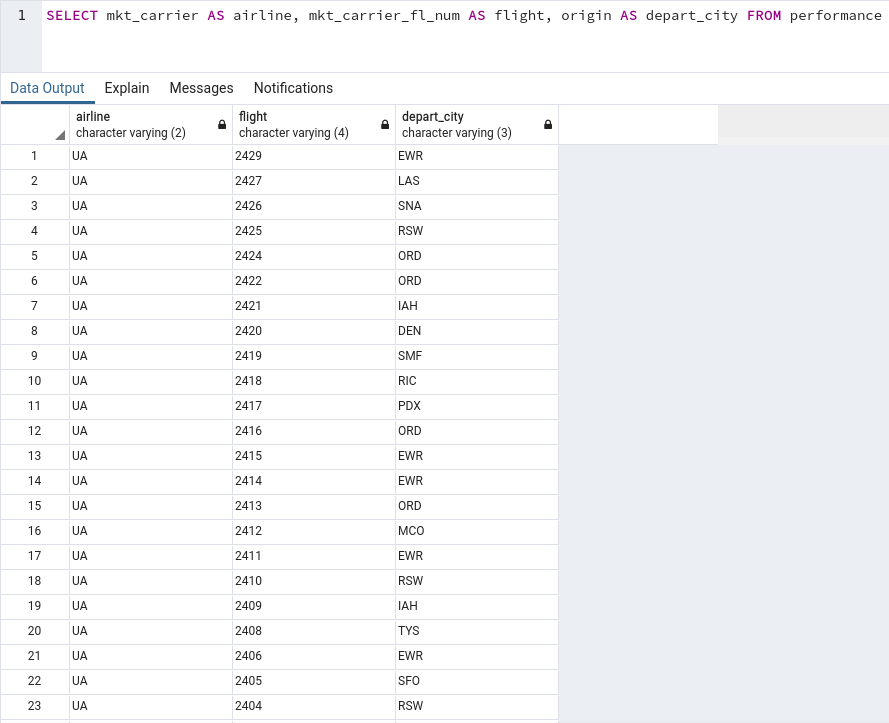 1 SELECT mkt_carrier AS airline, mkt_carrier_fl_num AS flight, origin AS depart_city FROM performance
Data Output Explain Messages Notifications
airline flight depart_city
character varying (2) character varying (4) character varying (3)
1 UA 2429 EWR
2 UA 2427 LAS
3 UA 2426 SNA
4 UA 2425 RSW
5 UA 2424 ORD
6 UA 2422 ORD
7 UA 2421 IAH
8 UA 2420 DEN
9 UA 2419 SMF
10 UA 2418 RIC
11 UA 2417 PDX
12 UA 2416 ORD
13 UA 2415 EWR
14 UA 2414 EWR
15 UA 2413 ORD
16 UA 2412 MCO
17 UA 2411 EWR
18 UA 2410 RSW
19 UA 2409 IAH
20 UA 2408 TYS
21 UA 2406 EWR
22 UA 2405 SFO
23 UA 2404 RSW